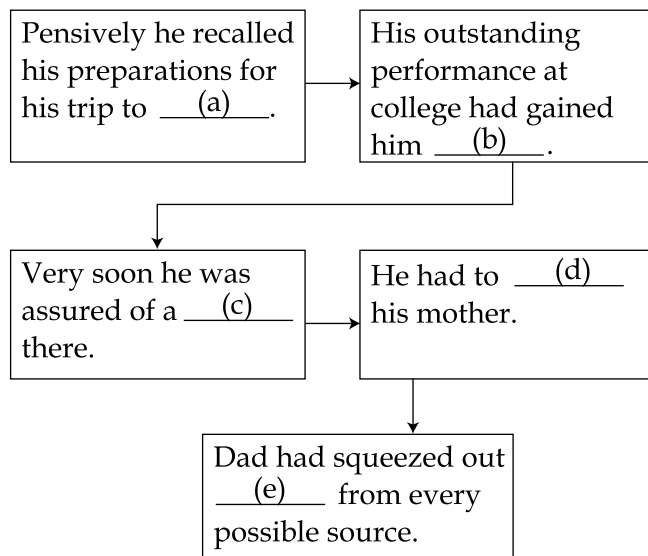 Pensively he recalled
his preparations for
his trip to (a).
His outstanding
performance at
college had gained
him (b).
Very soon he was
assured of a (c)
there.
He had to (d)
his mother.
Dad had squeezed out
(e) from every
possible source.